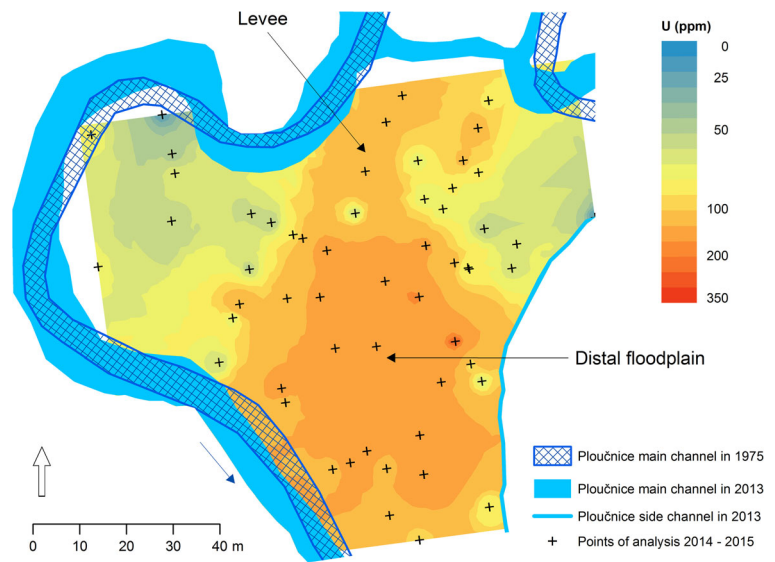 Levee
U (ppm)
0
25
50
100
200
350
Distal floodplain
Ploučnice main channel in 1975
Ploučnice main channel in 2013
Ploučnice side channel in 2013
Points of analysis 2014 - 2015
0 10 20 30 40 m